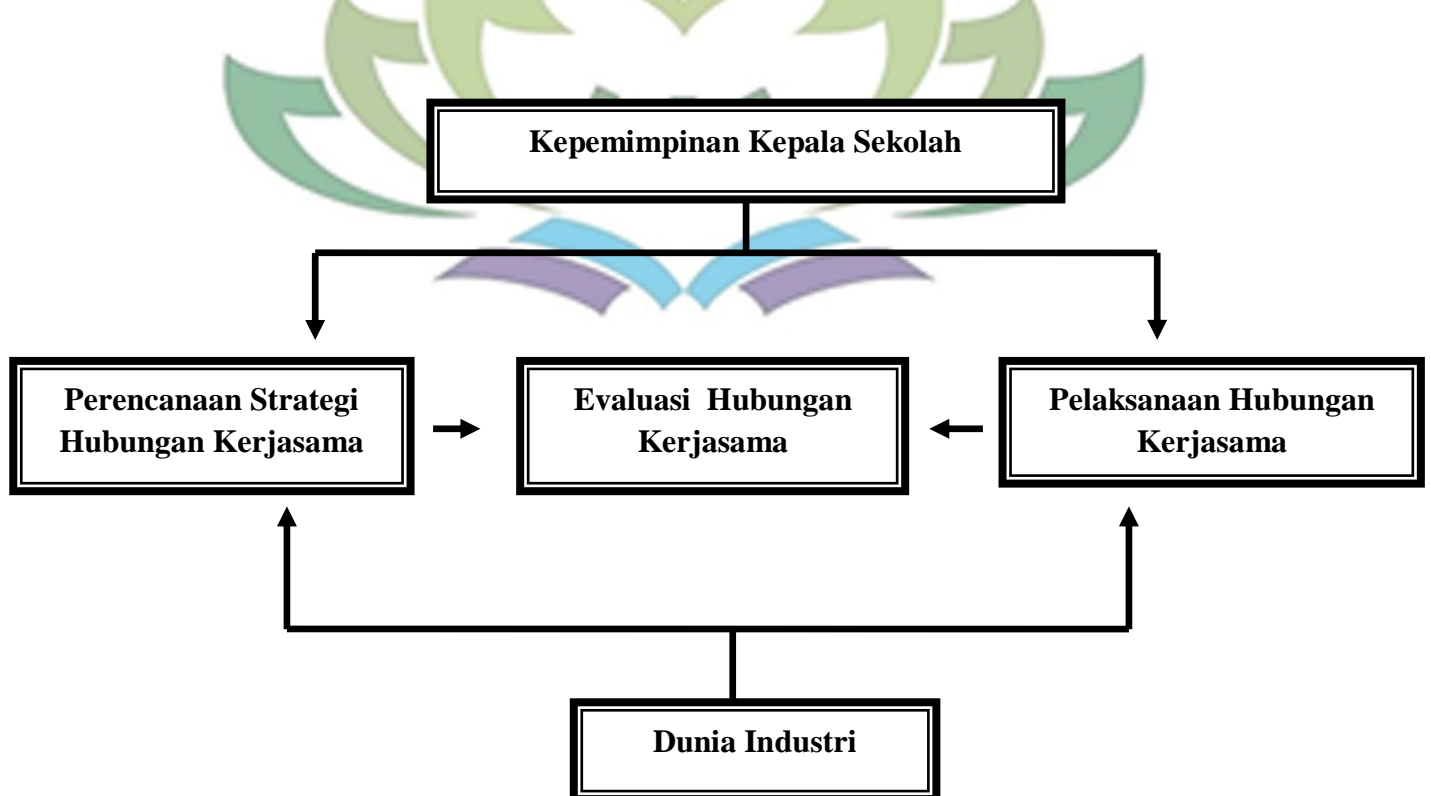 Kepemimpinan Kepala Sekolah
Perencanaan Strategi
Hubungan Kerjasama
Evaluasi Hubungan
Kerjasama
Pelaksanaan Hubungan
Kerjasama
Dunia Industri